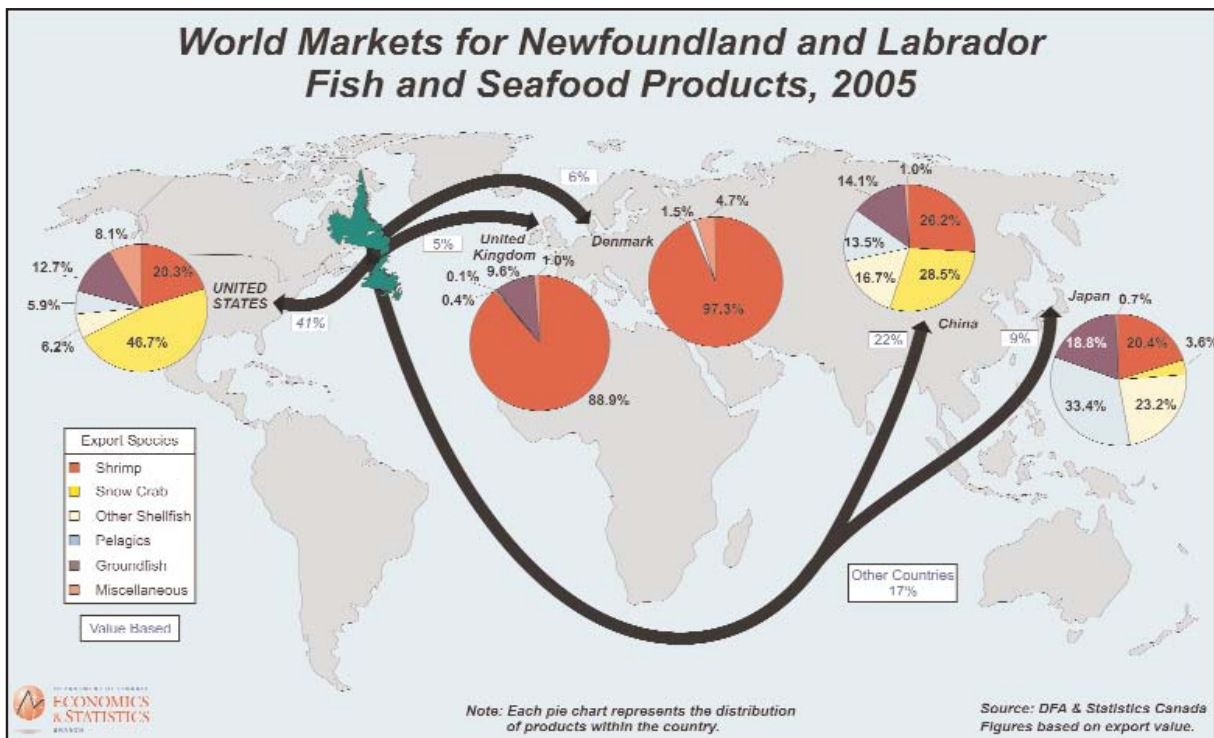 World Markets for Newfoundland and Labrador
Fish and Seafood Products, 2005
6%
5%
41%
22%
9%
8.1%
12.7%
5.9%
6.2%
20.3%
46.7%
UNITED
STATES
United
Kingdom
0.1%
9.6%
1.0%
0.4%
88.9%
Denmark
1.5%
4.7%
97.3%
14.1%
1.0%
26.2%
13.5%
16.7%
28.5%
China
Japan
0.7%
18.8%
20.4%
3.6%
33.4%
23.2%
Export Species
Shrimp
Snow Crab
Other Shellfish
Pelagics
Groundfish
Miscellaneous
Value Based
Other Countries
17%
ECONOMICS
& STATISTICS
BRANCH
Note: Each pie chart represents the distribution
of products within the country.
Source: DFA & Statistics Canada
Figures based on export value.